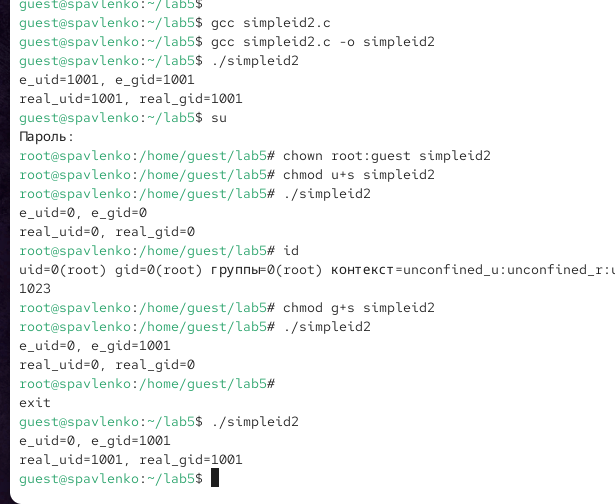 guest@spavlenko:~/lab5$
guest@spavlenko:~/lab5$ gcc simpleid2.c
guest@spavlenko:~/lab5$ gcc simpleid2.c -o simpleid2
guest@spavlenko:~/lab5$ ./simpleid2
e_uid=1001, e_gid=1001
real_uid=1001, real_gid=1001
guest@spavlenko:~/lab5$ su
Пароль:
root@spavlenko:/home/guest/lab5# chown root:guest simpleid2
root@spavlenko:/home/guest/lab5# chmod u+s simpleid2
root@spavlenko:/home/guest/lab5# ./simpleid2
e_uid=0, e_gid=0
real_uid=0, real_gid=0
root@spavlenko:/home/guest/lab5# id
uid=0(root) gid=0(root) группы=0(root) контекст=unconfined_u:unconfined_r:u
1023
root@spavlenko:/home/guest/lab5# chmod g+s simpleid2
root@spavlenko:/home/guest/lab5# ./simpleid2
e_uid=0, e_gid=1001
real_uid=0, real_gid=0
root@spavlenko:/home/guest/lab5#
exit
guest@spavlenko:~/lab5$ ./simpleid2
e_uid=0, e_gid=1001
real_uid=1001, real_gid=1001
guest@spavlenko:~/lab5$